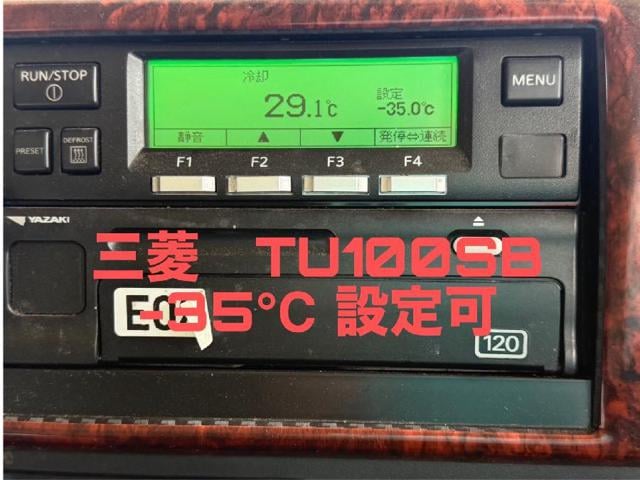 RUN/STOP
冷却
設定
29.1℃
-35.0℃
MENU
静音 ▲ ▼ 発停⇔連続
PRESET
DEFROST
F1 F2 F3 F4
YAZAKI
三菱 TU100SB
-35℃ 設定可
120